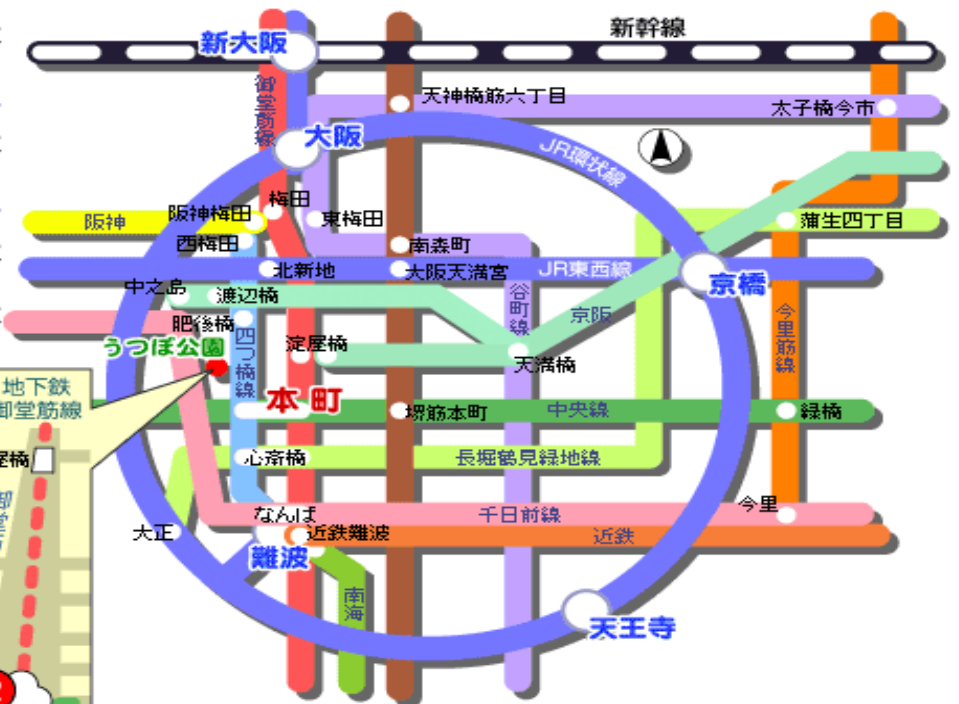 新幹線
新大阪
御堂筋線
天神橋筋六丁目
太子橋今市
大阪
JR環状線
梅田
阪神梅田
阪神
東梅田
蒲生四丁目
西梅田
南森町
北新地
大阪天満宮
JR東西線
京橋
中之島
渡辺橋
谷町線
京阪
今里筋線
肥後橋
四つ橋線
うつぼ公園
淀屋橋
天満橋
地下鉄
御堂筋線
本町
堺筋本町
中央線
緑橋
屋橋
心斎橋
長堀鶴見緑地線
今里
なんば
千日前線
大正
近鉄難波
近鉄
難波
南海
天王寺